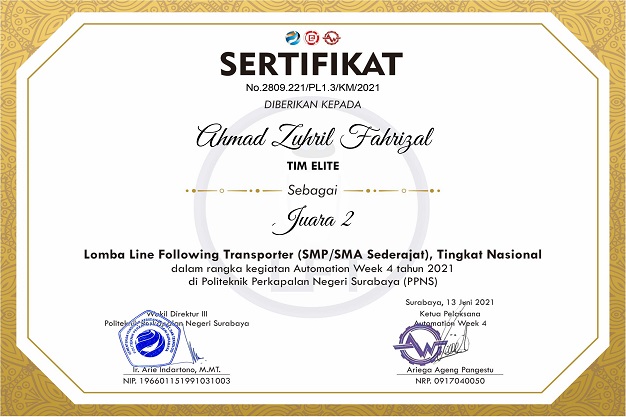 SERTIFIKAT
No.2809.221/PL1.3/KM/2021
DIBERIKAN KEPADA
Ahmad Zuhril Fahrizal
TIM ELITE
Sebagai
Juara 2
Lomba Line Following Transporter (SMP/SMA Sederajat), Tingkat Nasional
dalam rangka kegiatan Automation Week 4 tahun 2021
di Politeknik Perkapalan Negeri Surabaya (PPNS)
Surabaya, 13 Juni 2021
Wakil Direktur III
Politeknik Perkapalan Negeri Surabaya
Ketua Pelaksana
Automation Week 4
Ir. Arie Indartono, M.MT.
NIP. 196601151991031003
Ariega Ageng Pangestu
NRP. 0917040050